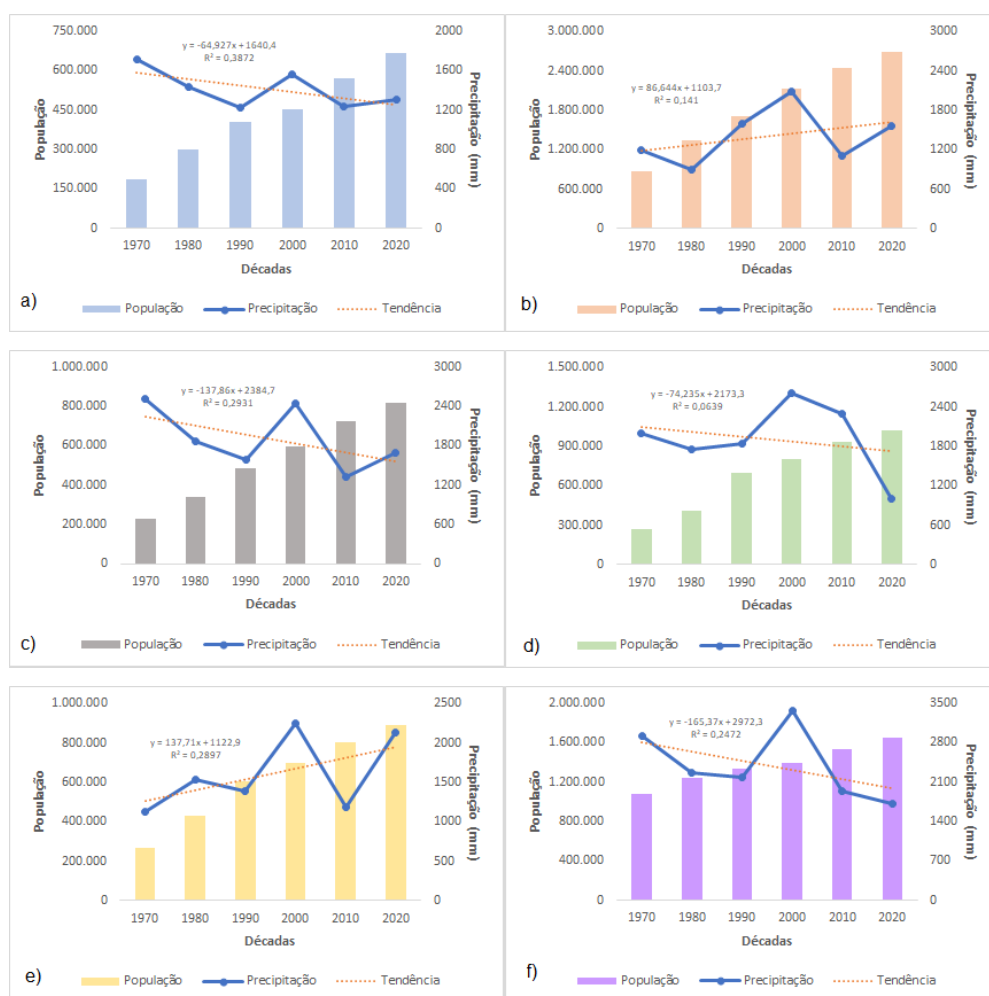 750.000
600.000
450.000
300.000
150.000
0
População
y = -64,927x + 1640,4
R² = 0,3872
2000
1600
1200
800
400
0
Precipitação (mm)
1970 1980 1990 2000 2010 2020
Décadas
a)
População Precipitação Tendência
3.000.000
2.400.000
1.800.000
1.200.000
600.000
0
População
y = 86,644x + 1103,7
R² = 0,141
3000
2400
1800
1200
600
0
Precipitação (mm)
1970 1980 1990 2000 2010 2020
Décadas
b)
População Precipitação Tendência
1.000.000
800.000
600.000
400.000
200.000
0
População
y = -137,86x + 2384,7
R² = 0,2931
3000
2400
1800
1200
600
0
Precipitação (mm)
1970 1980 1990 2000 2010 2020
Décadas
c)
População Precipitação Tendência
1.500.000
1.200.000
900.000
600.000
300.000
0
População
y = -74,235x + 2173,3
R² = 0,0639
3000
2400
1800
1200
600
0
Precipitação (mm)
1970 1980 1990 2000 2010 2020
Décadas
d)
População Precipitação Tendência
1.000.000
800.000
600.000
400.000
200.000
0
População
y = 137,71x + 1122,9
R² = 0,2897
2500
2000
1500
1000
500
0
Precipitação (mm)
1970 1980 1990 2000 2010 2020
Décadas
e)
População Precipitação Tendência
2.000.000
1.600.000
1.200.000
800.000
400.000
0
População
y = -165,37x + 2972,3
R² = 0,2472
3500
2800
2100
1400
700
0
Precipitação (mm)
1970 1980 1990 2000 2010 2020
Décadas
f)
População Precipitação Tendência